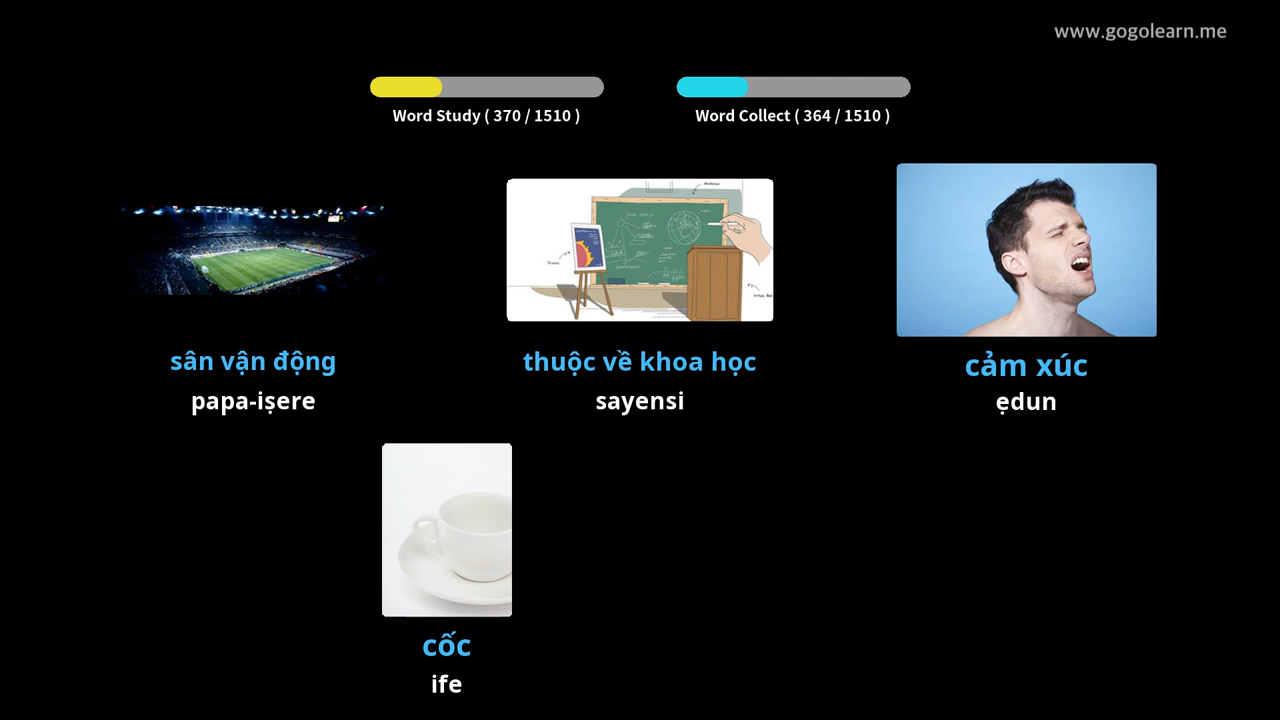 www.gogolearn.me
Word Study ( 370 / 1510 )
Word Collect ( 364 / 1510 )
sân vận động
papa-iṣere
thuộc về khoa học
sayensi
cảm xúc
ẹdun
cốc
ife